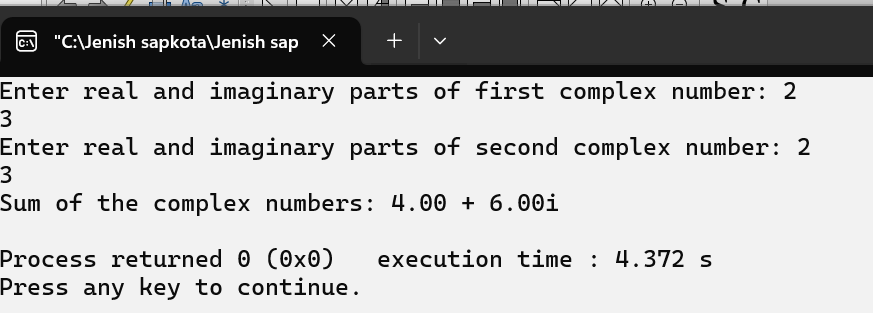 "C:\Jenish sapkota\Jenish sap
Enter real and imaginary parts of first complex number: 2
3
Enter real and imaginary parts of second complex number: 2
3
Sum of the complex numbers: 4.00 + 6.00i
Process returned 0 (0x0)   execution time : 4.372 s
Press any key to continue.